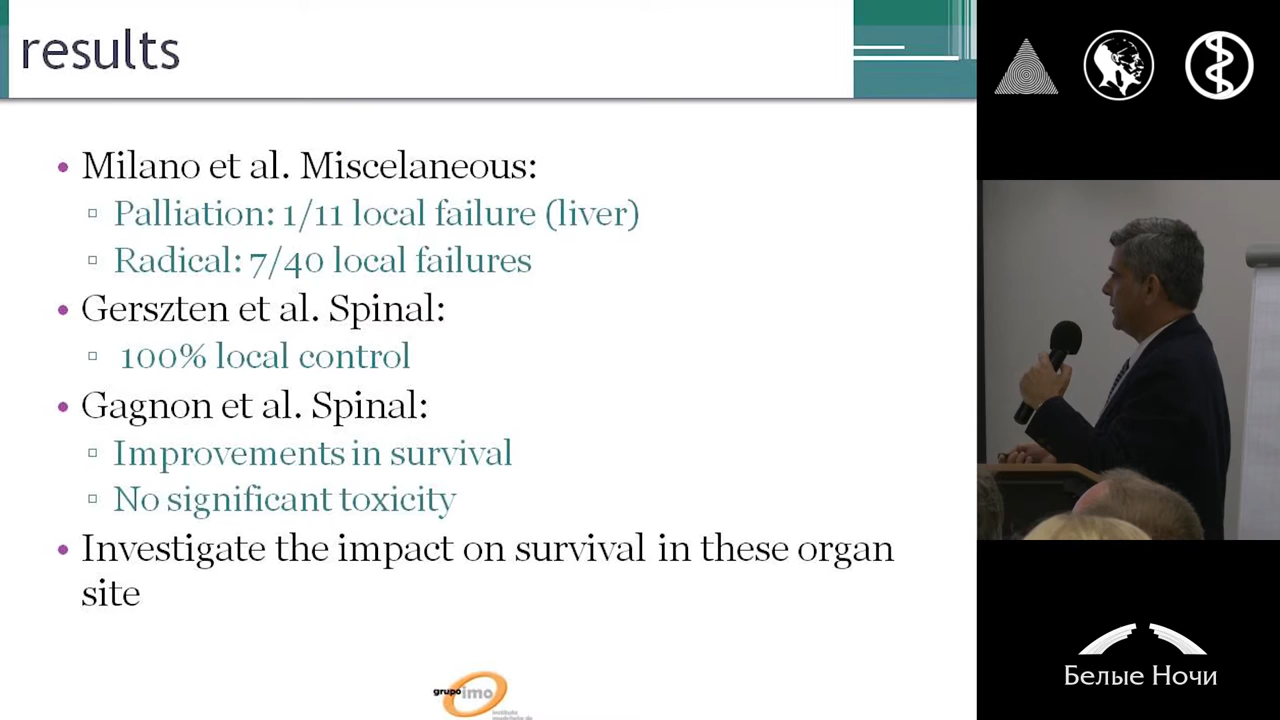 results
• Milano et al. Miscelaneous:
▫ Palliation: 1/11 local failure (liver)
▫ Radical: 7/40 local failures
• Gerszten et al. Spinal:
▫ 100% local control
• Gagnon et al. Spinal:
▫ Improvements in survival
▫ No significant toxicity
• Investigate the impact on survival in these organ
site
grupo imo
Белые Ночи